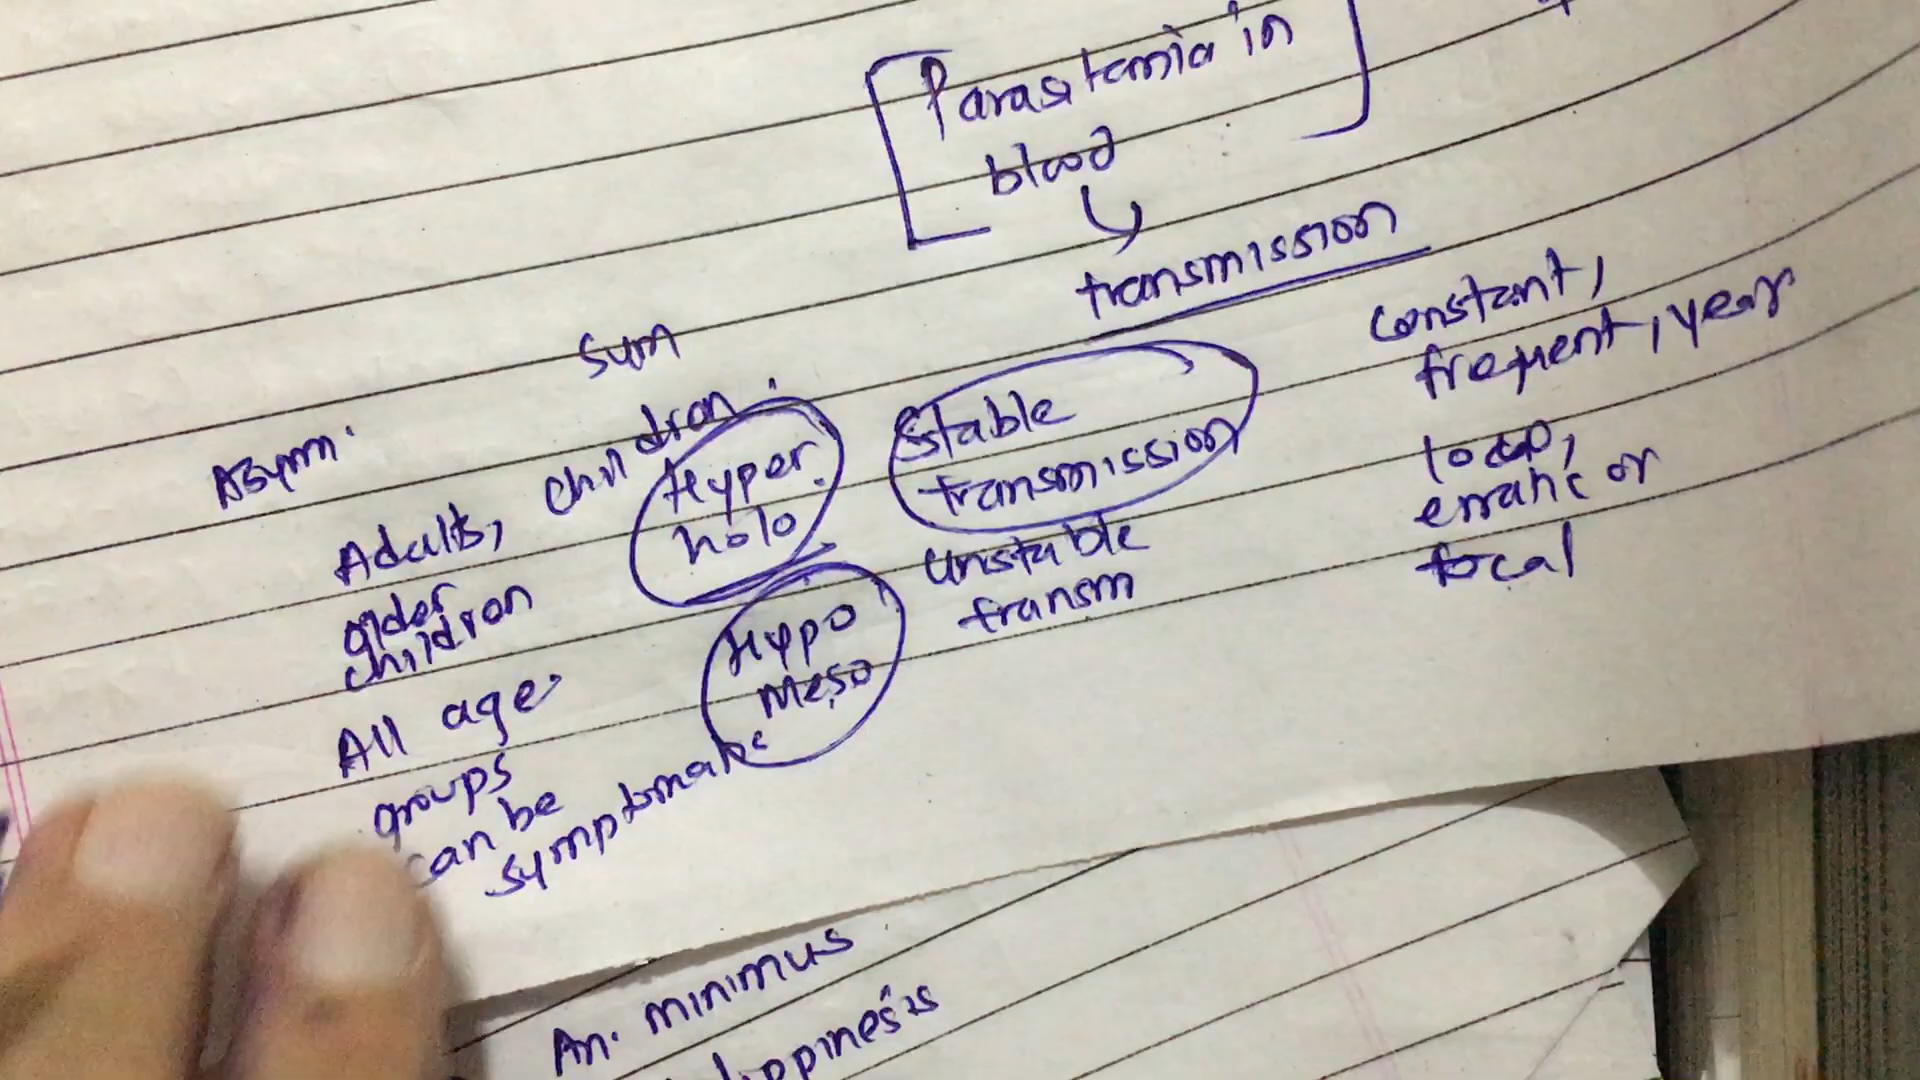 Parasitemia in
blood
transmission
Sym
Asym.
children.
Hyper.
holo
Stable
transmission
constant,
frequent, year
Adults,
older
children
Hypo
Meso
Unstable
transm
erratic or
focal
All age
groups
can be
symptomatic
An. minimus